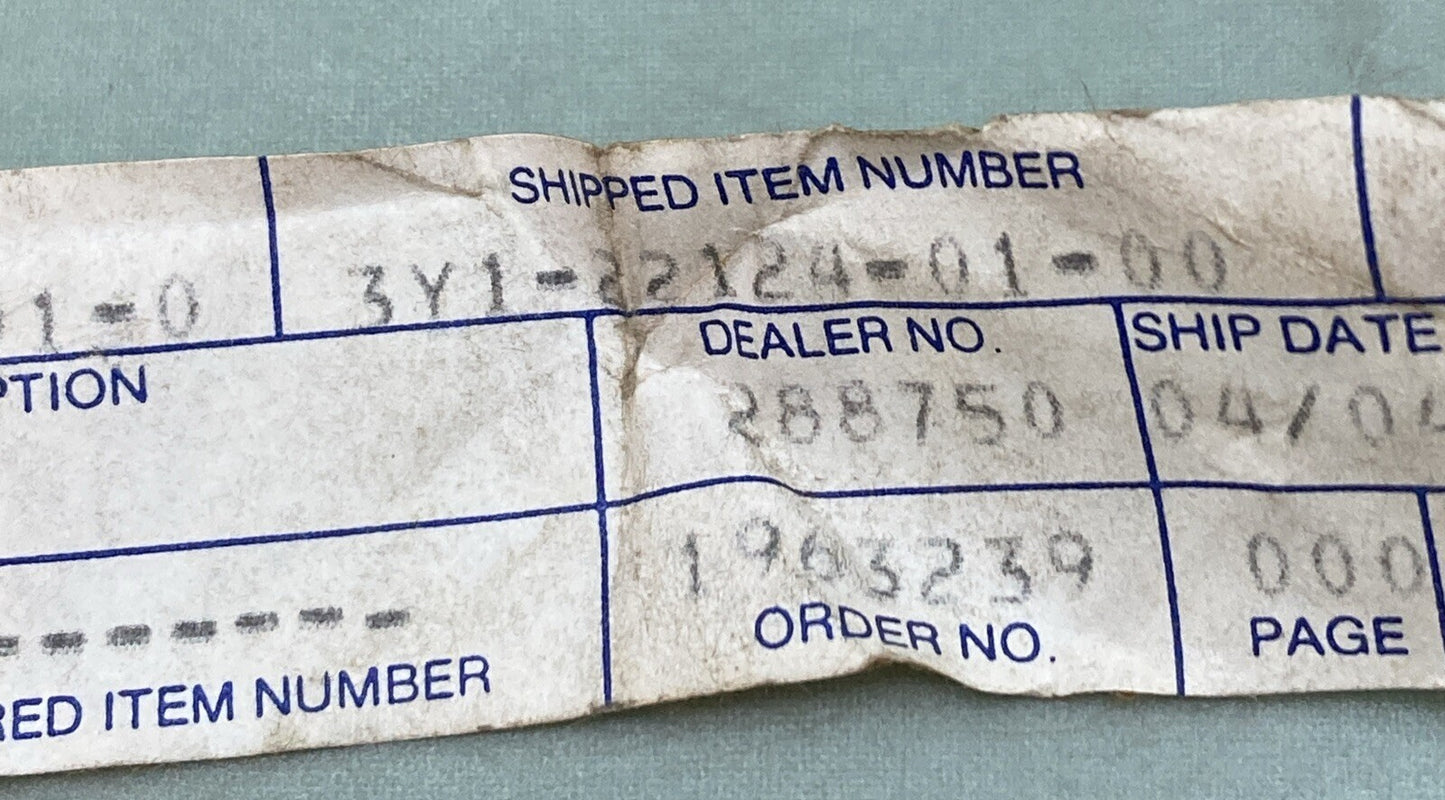 SHIPPED ITEM NUMBER
1-0 3Y1-22124-01-00
PTION DEALER NO. SHIP DATE
288750 04/04
------- 1963239 000
RED ITEM NUMBER ORDER NO. PAGE